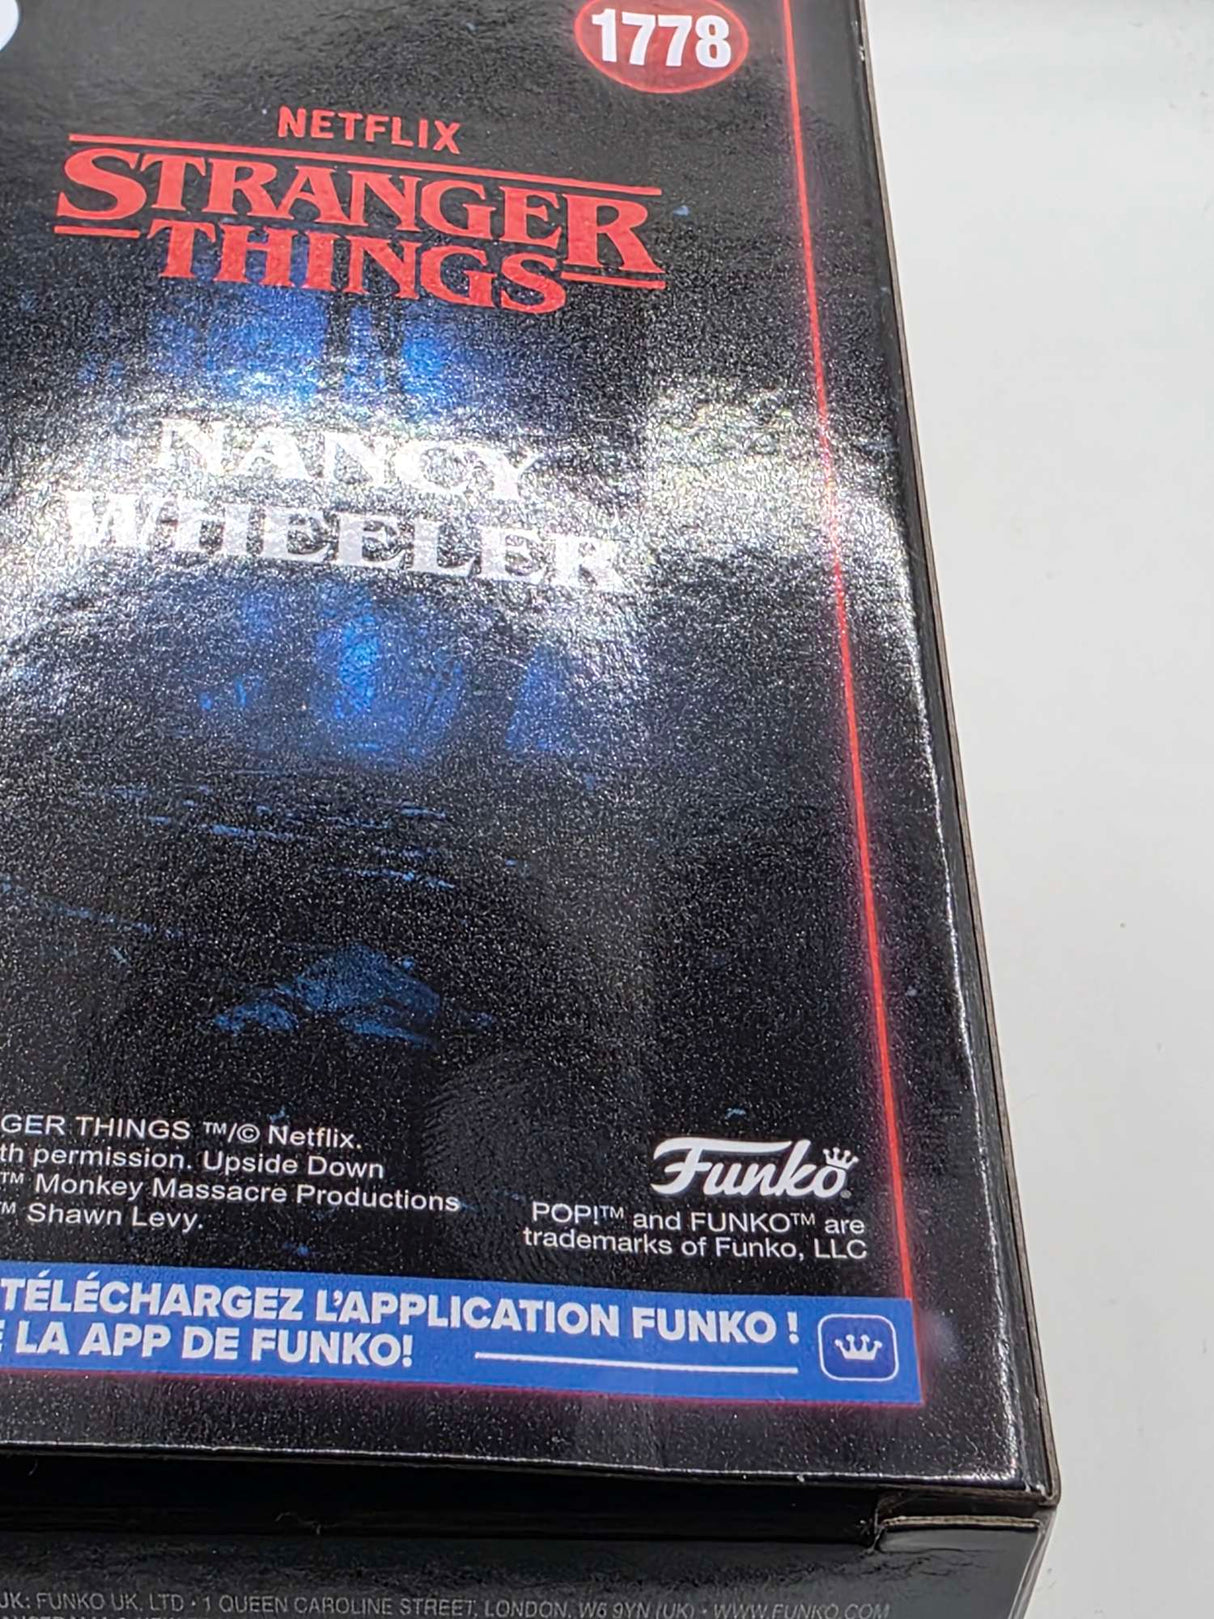 1778
NETFLIX
STRANGER
THINGS
NANCY
WHEELER
GER THINGS ™/© Netflix.
th permission. Upside Down
™ Monkey Massacre Productions
™ Shawn Levy.
Funko
POP!™ and FUNKO™ are
trademarks of Funko, LLC
TÉLÉCHARGEZ L'APPLICATION FUNKO !
E LA APP DE FUNKO!
UK: FUNKO UK, LTD • 1 QUEEN CAROLINE STREET, LONDON, W6 9YN (UK) • WWW.FUNKO.COM